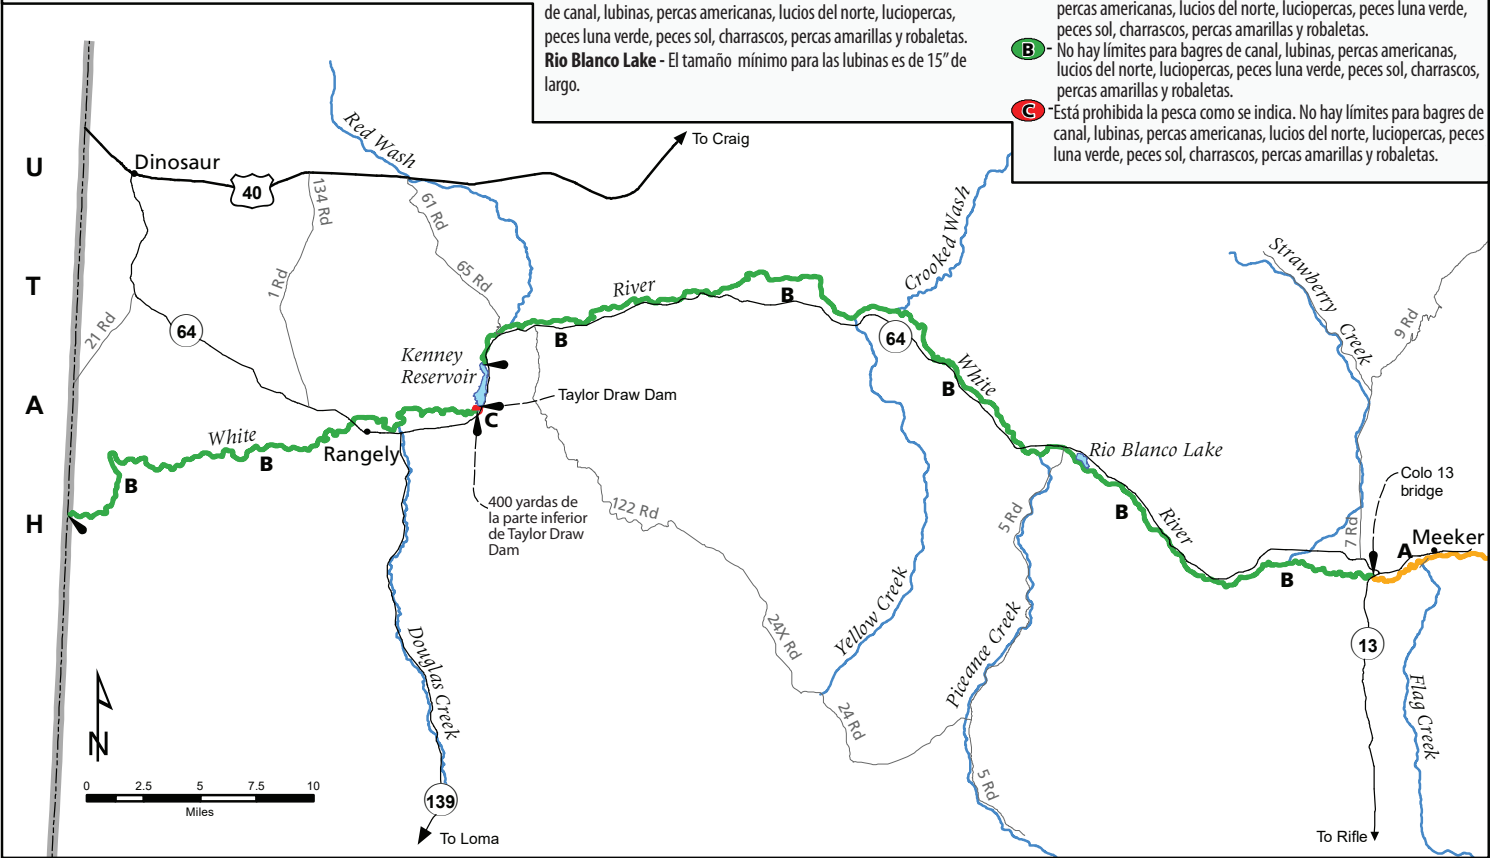 de canal, lubinas, percas americanas, lucios del norte, luciopercas,
peces luna verde, peces sol, charrascos, percas amarillas y robaletas.
Rio Blanco Lake - El tamaño mínimo para las lubinas es de 15" de
largo.
percas americanas, lucios del norte, luciopercas, peces luna verde,
peces sol, charrascos, percas amarillas y robaletas.
B - No hay límites para bagres de canal, lubinas, percas americanas,
lucios del norte, luciopercas, peces luna verde, peces sol, charrascos,
percas amarillas y robaletas.
C - Está prohibida la pesca como se indica. No hay límites para bagres de
canal, lubinas, percas americanas, lucios del norte, luciopercas, peces
luna verde, peces sol, charrascos, percas amarillas y robaletas.
U
T
A
H
Dinosaur
40
Red Wash
To Craig
134 Rd
61 Rd
65 Rd
1 Rd
21 Rd
64
Kenney
Reservoir
River
B
B
Crooked Wash
64
White
B
Strawberry Creek
9 Rd
Taylor Draw Dam
C
White
B
B
Rangely
400 yardas de
la parte inferior
de Taylor Draw
Dam
122 Rd
Rio Blanco Lake
5 Rd
B
River
Colo 13
bridge
7 Rd
A
Meeker
B
Yellow Creek
24X Rd
24 Rd
Piceance Creek
5 Rd
Douglas Creek
13
Flag Creek
N
0
2.5
5
7.5
10
Miles
139
To Loma
To Rifle